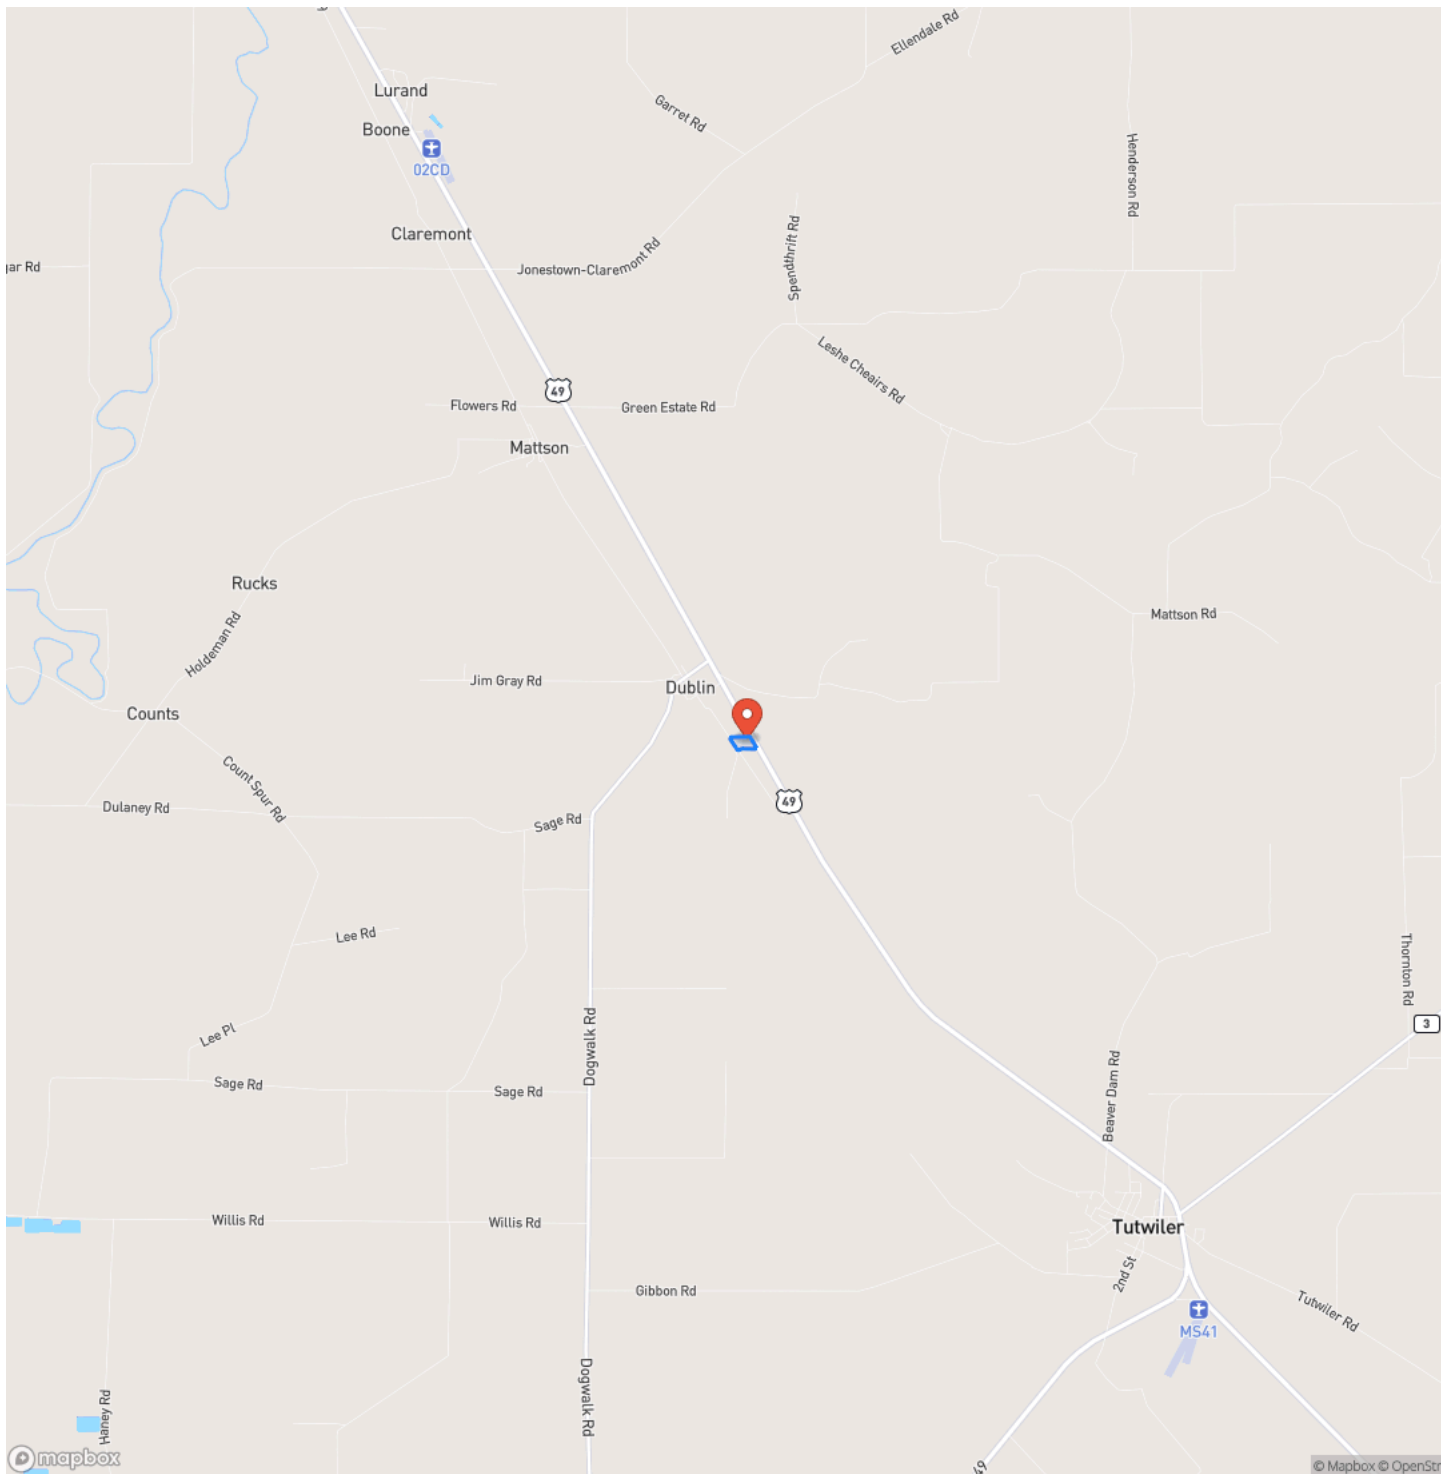 Ellendale Rd
Lurand
Garret Rd
Boone
02CD
Henderson Rd
Claremont
Spendthrift Rd
gar Rd
Jonestown-Claremont Rd
Leshe Cheairs Rd
49
Flowers Rd
Green Estate Rd
Mattson
Rucks
Holdeman Rd
Mattson Rd
Jim Gray Rd
Dublin
Counts
Count Spur Rd
49
Dulaney Rd
Sage Rd
Lee Rd
Thornton Rd
Dogwalk Rd
3
Lee Pl
Beaver Dam Rd
Sage Rd
Sage Rd
Willis Rd
Willis Rd
Tutwiler
2nd St
Gibbon Rd
Tutwiler Rd
MS41
Dogwalk Rd
Haney Rd
mapbox
49
© Mapbox © OpenStr